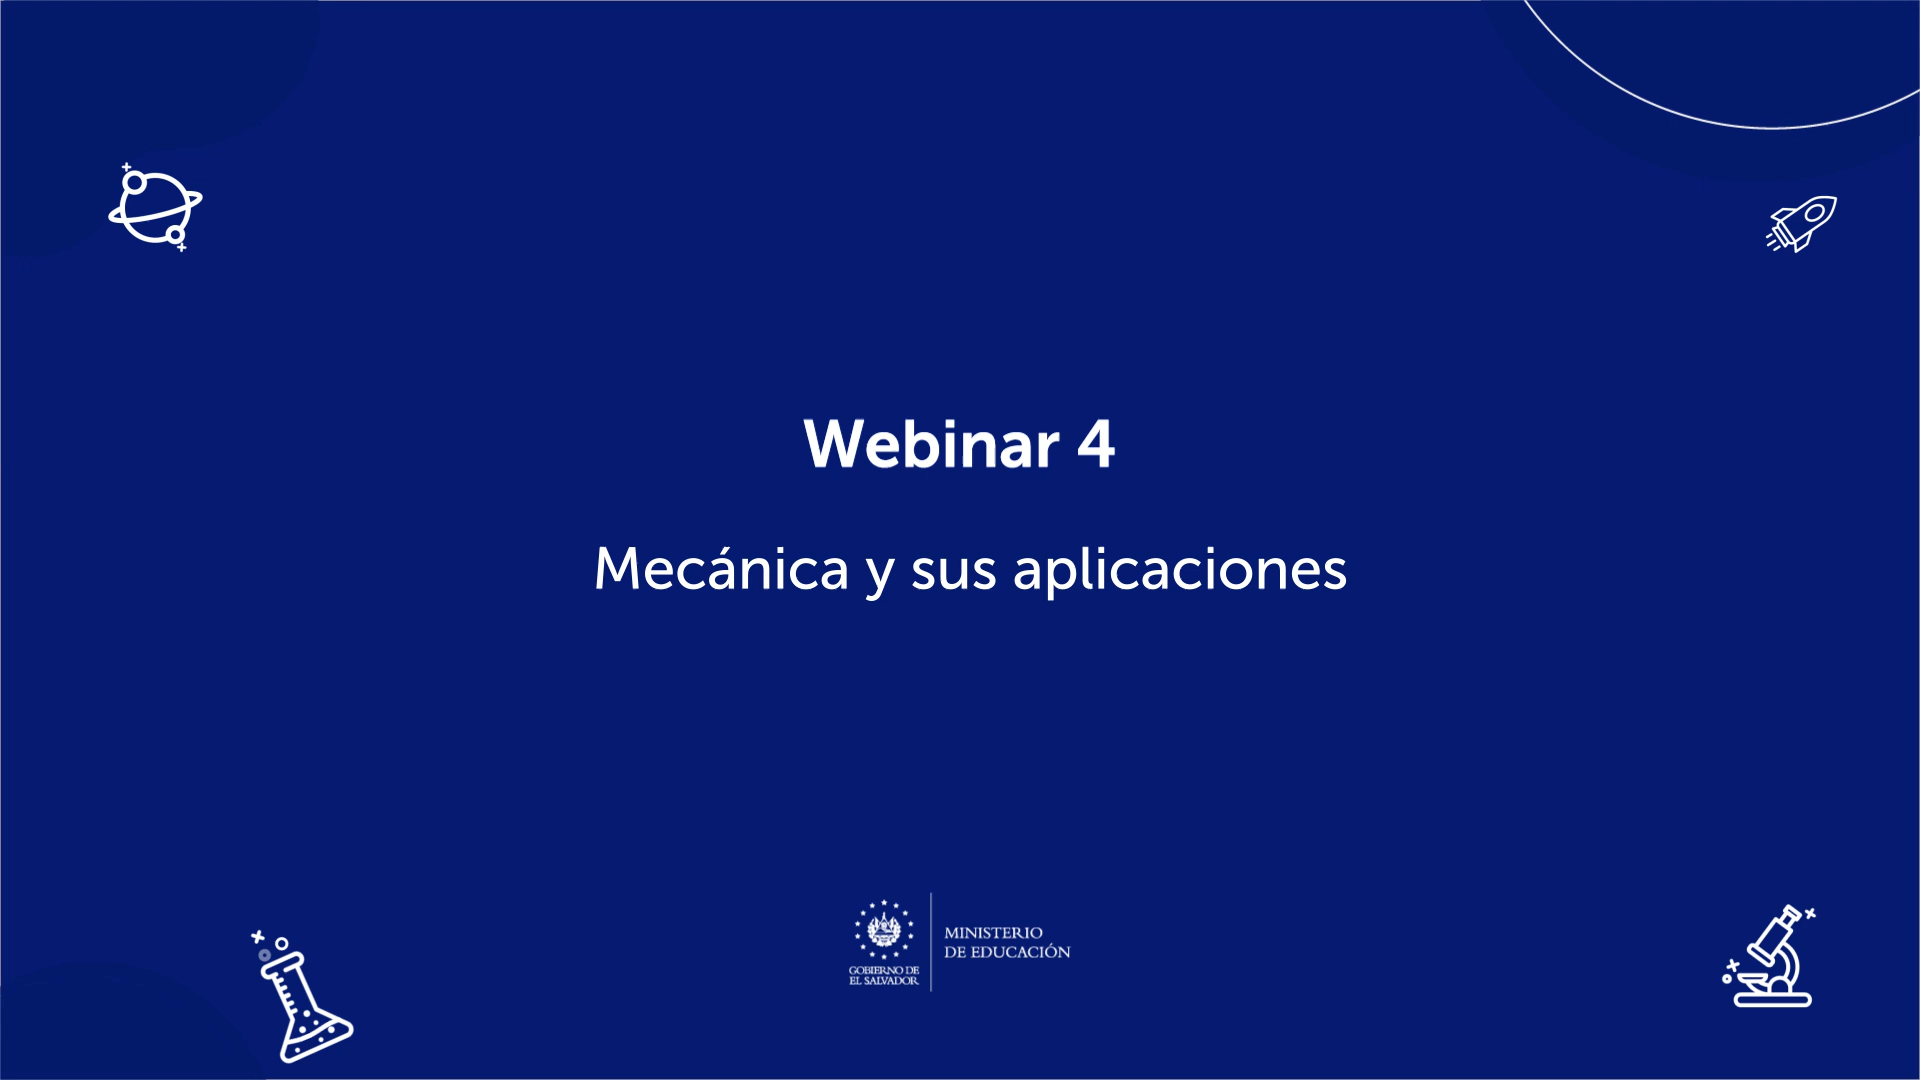 Webinar 4
Mecánica y sus aplicaciones
GOBIERNO DE
EL SALVADOR
MINISTERIO
DE EDUCACIÓN